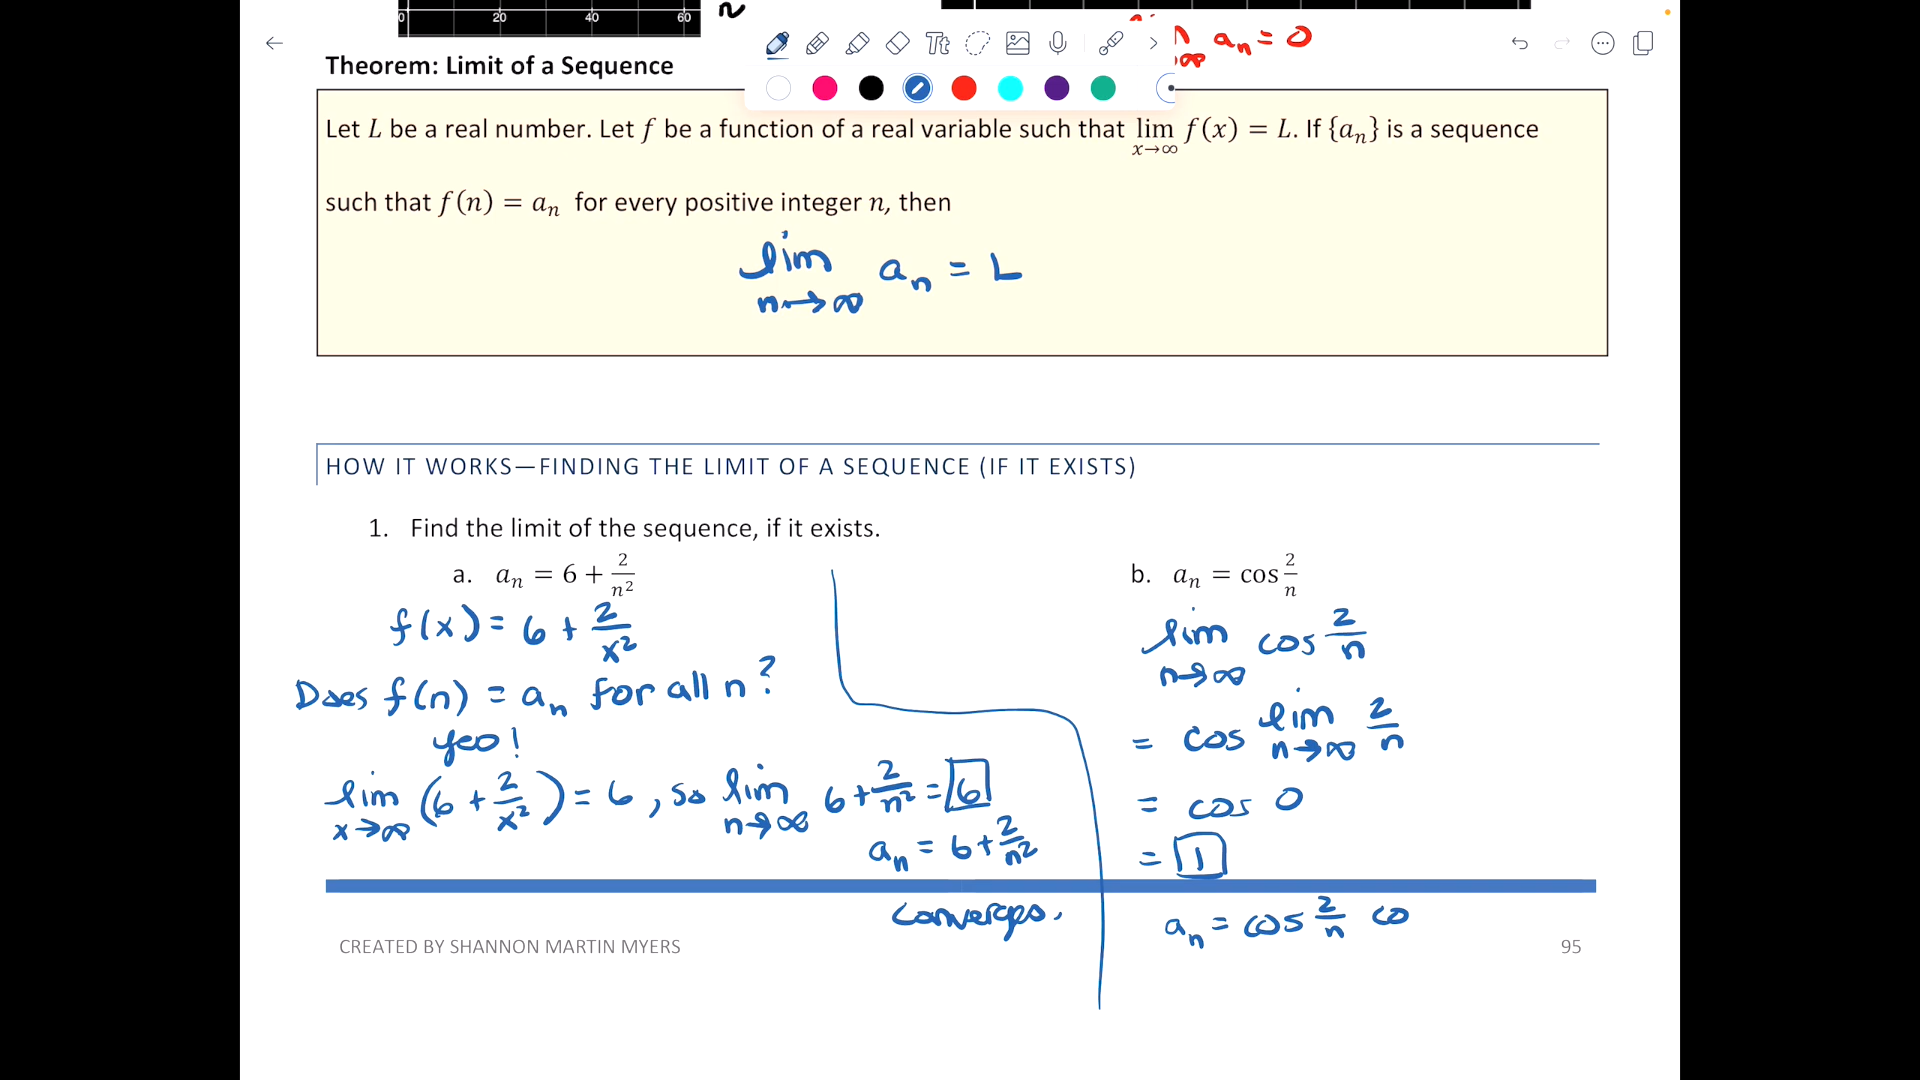 0 20 40 60 n
aₙ = 0
∞
Tt
Theorem: Limit of a Sequence
Let L be a real number. Let f be a function of a real variable such that lim x→∞ f(x) = L. If {aₙ} is a sequence
such that f(n) = aₙ for every positive integer n, then
lim n→∞ aₙ = L
HOW IT WORKS—FINDING THE LIMIT OF A SEQUENCE (IF IT EXISTS)
1. Find the limit of the sequence, if it exists.
a. aₙ = 6 + 2/n²
f(x) = 6 + 2/x²
Does f(n) = aₙ for all n?
yes!
lim x→∞ (6 + 2/x²) = 6, so lim n→∞ 6 + 2/n² = 6
aₙ = 6 + 2/n²
converges.
b. aₙ = cos 2/n
lim n→∞ cos 2/n
= cos lim n→∞ 2/n
= cos 0
= 1
aₙ = cos 2/n co
CREATED BY SHANNON MARTIN MYERS
95